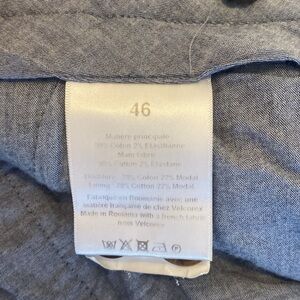 46
Matière principale
98% Coton 2% Elasthanne
Main fabric
98% Cotton 2% Elastane
78% Coton 22% Modal
Lining : 78% Cotton 22% Modal
Fabriqué en Roumanie avec une
matière française de chez Velcorex
Made in Romania with a french fabric
from Velcorex